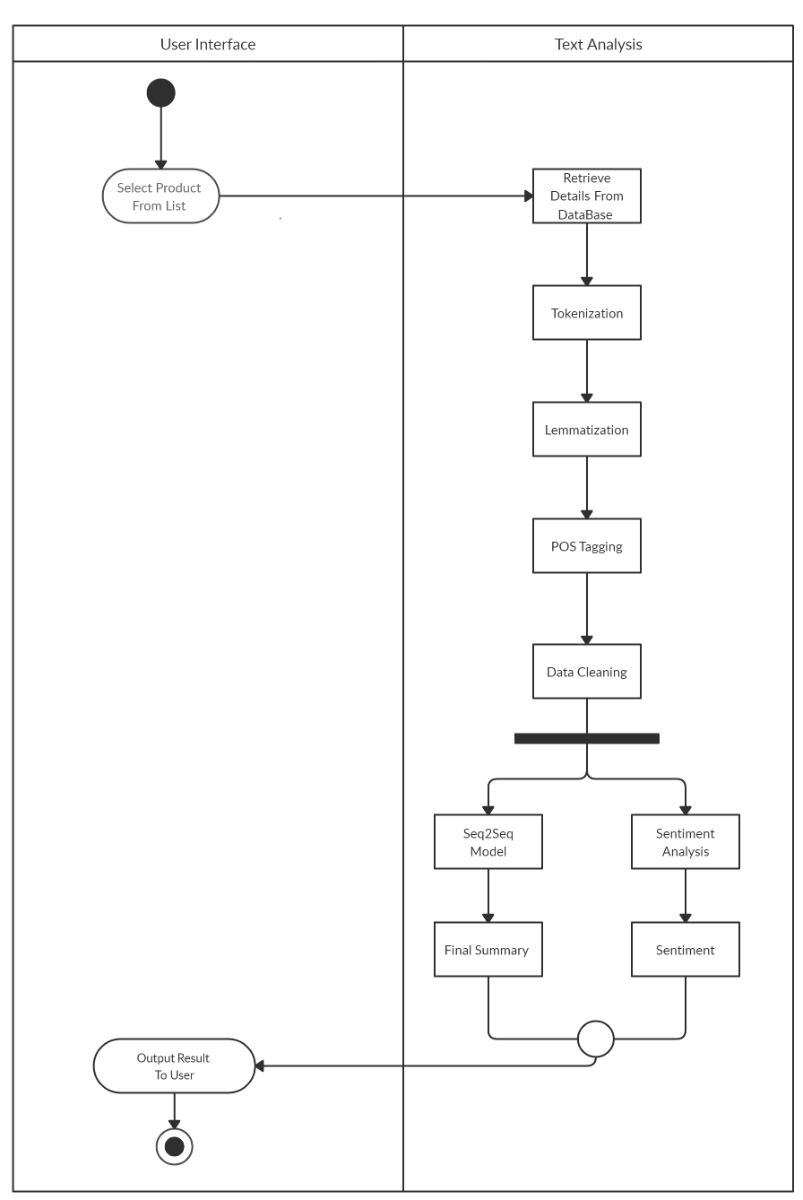 User Interface
Text Analysis
Select Product
From List
Retrieve
Details From
DataBase
Tokenization
Lemmatization
POS Tagging
Data Cleaning
Seq2Seq
Model
Sentiment
Analysis
Final Summary
Sentiment
Output Result
To User